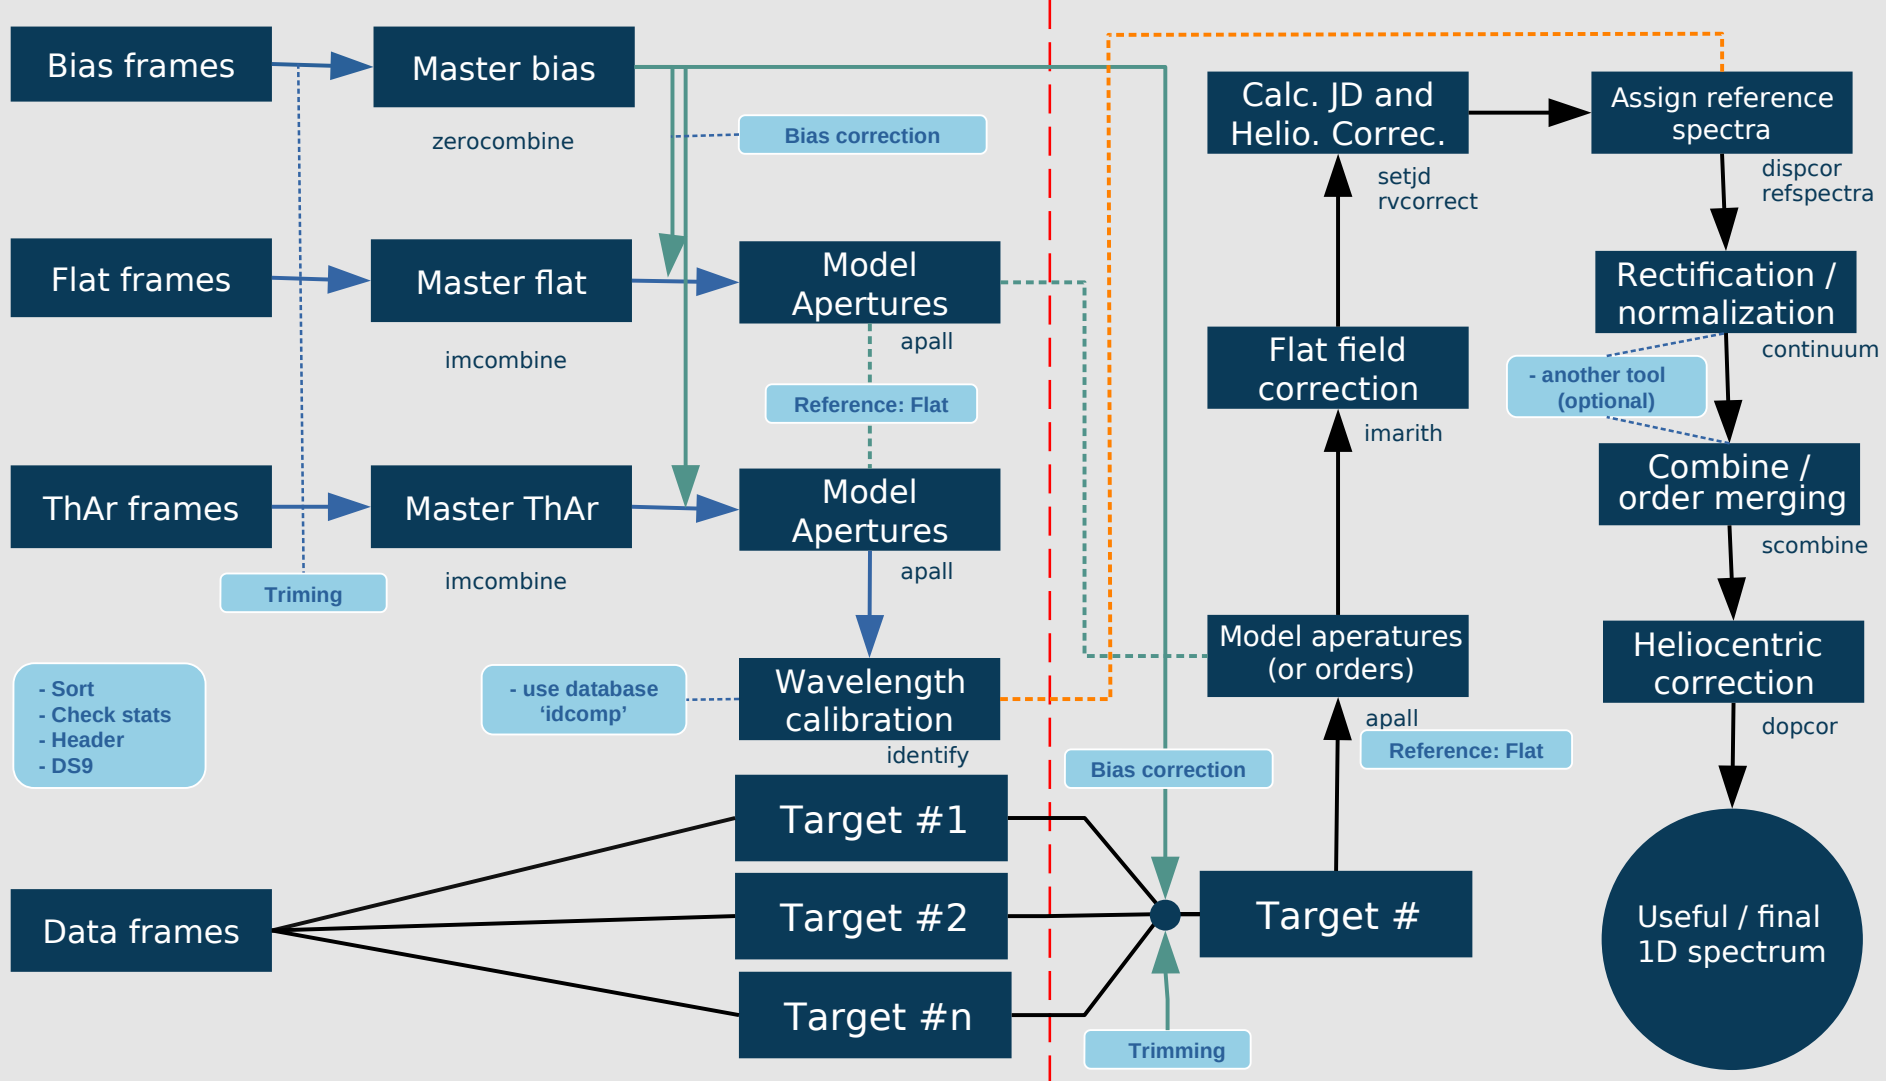 Bias frames
Master bias
zerocombine
Bias correction
Flat frames
Master flat
imcombine
Model
Apertures
apall
Reference: Flat
ThAr frames
Master ThAr
imcombine
Model
Apertures
apall
Triming
- Sort
- Check stats
- Header
- DS9
- use database
‘idcomp’
Wavelength
calibration
identify
Data frames
Target #1
Target #2
Target #n
Bias correction
Trimming
Target #
Model aperatures
(or orders)
apall
Reference: Flat
Flat field
correction
imarith
Calc. JD and
Helio. Correc.
setjd
rvcorrect
Assign reference
spectra
dispcor
refspectra
Rectification /
normalization
continuum
- another tool
(optional)
Combine /
order merging
scombine
Heliocentric
correction
dopcor
Useful / final
1D spectrum